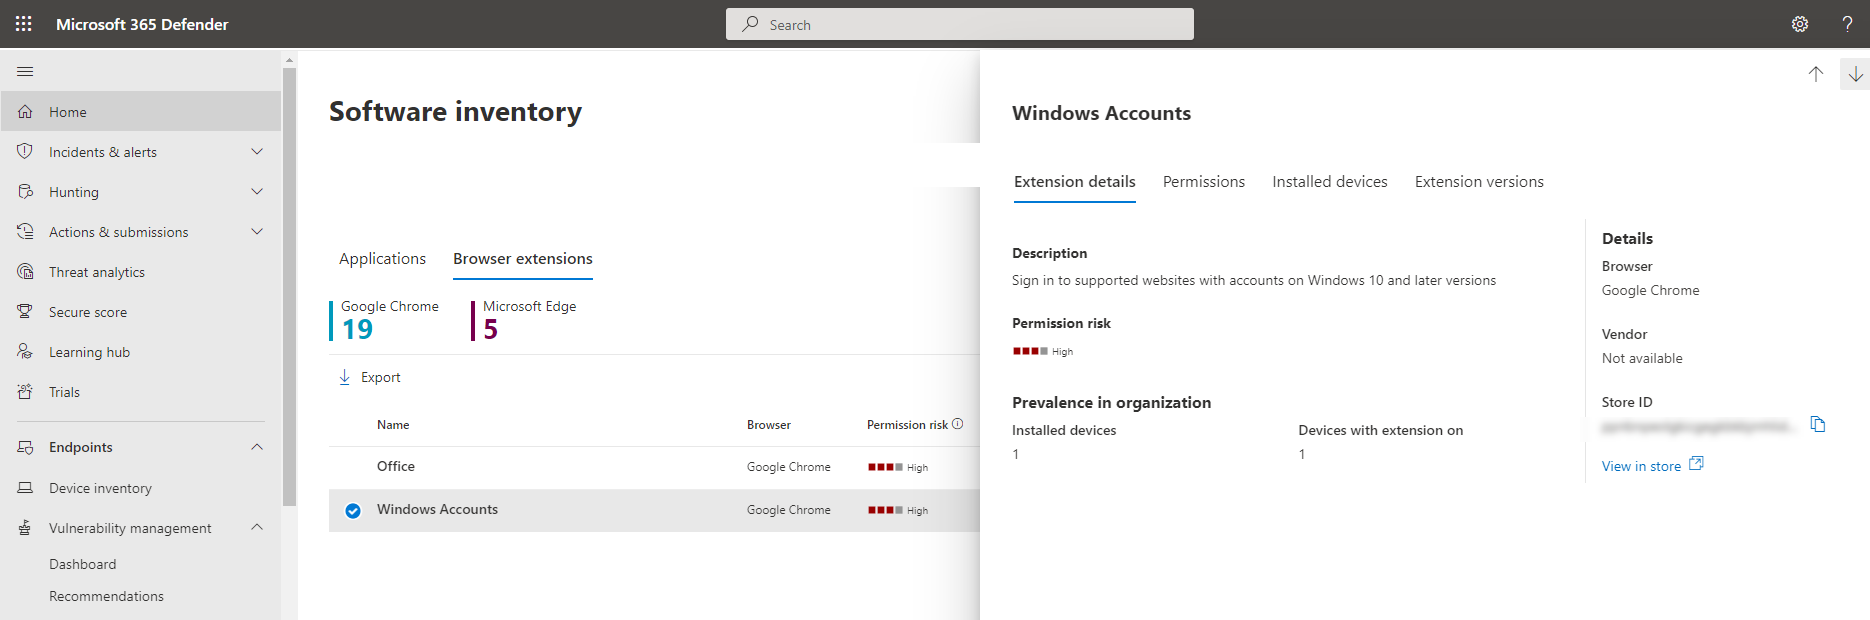 Microsoft 365 Defender
Search
?
Home
Incidents & alerts
Hunting
Actions & submissions
Threat analytics
Secure score
Learning hub
Trials
Endpoints
Device inventory
Vulnerability management
Dashboard
Recommendations
Software inventory
Applications Browser extensions
Google Chrome Microsoft Edge
19 5
Export
Name Browser Permission risk
Office Google Chrome High
Windows Accounts Google Chrome High
Windows Accounts
Extension details Permissions Installed devices Extension versions
Description
Sign in to supported websites with accounts on Windows 10 and later versions
Permission risk
High
Prevalence in organization
Installed devices Devices with extension on
1 1
Details
Browser
Google Chrome
Vendor
Not available
Store ID
View in store